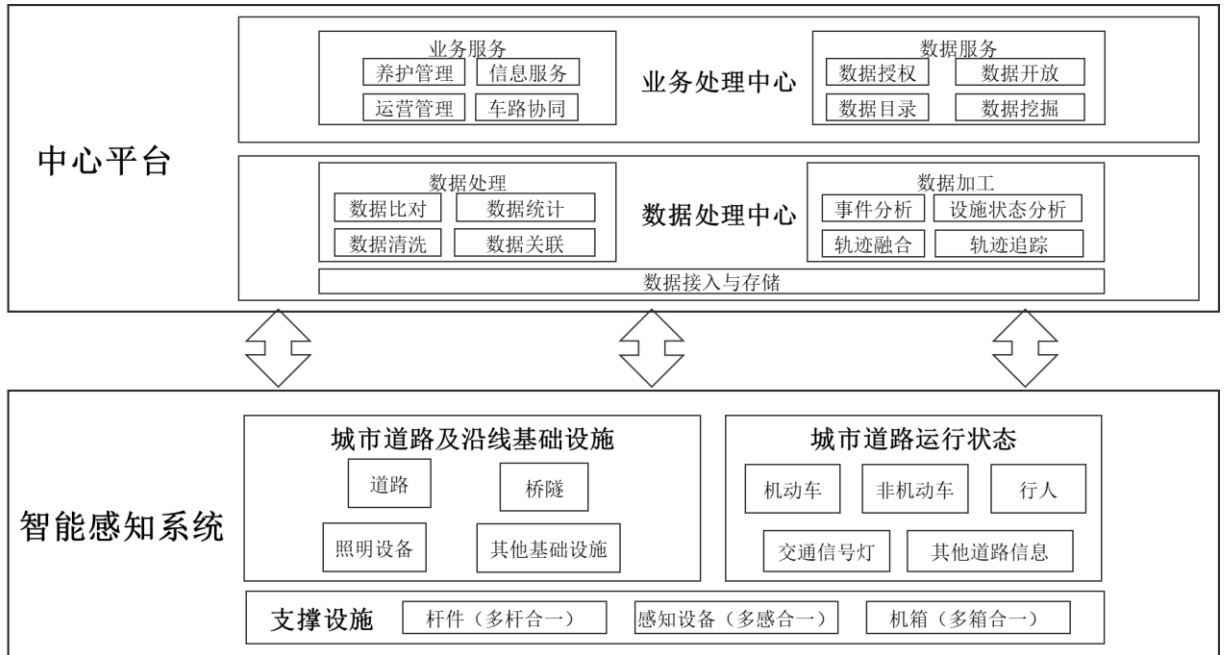 中心平台
业务处理中心
业务服务
养护管理 信息服务
运营管理 车路协同
数据服务
数据授权 数据开放
数据目录 数据挖掘
数据处理中心
数据处理
数据比对 数据统计
数据清洗 数据关联
数据加工
事件分析 设施状态分析
轨迹融合 轨迹追踪
数据接入与存储
智能感知系统
城市道路及沿线基础设施
道路 桥隧
照明设备 其他基础设施
城市道路运行状态
机动车 非机动车 行人
交通信号灯 其他道路信息
支撑设施 杆件（多杆合一） 感知设备（多感合一） 机箱（多箱合一）